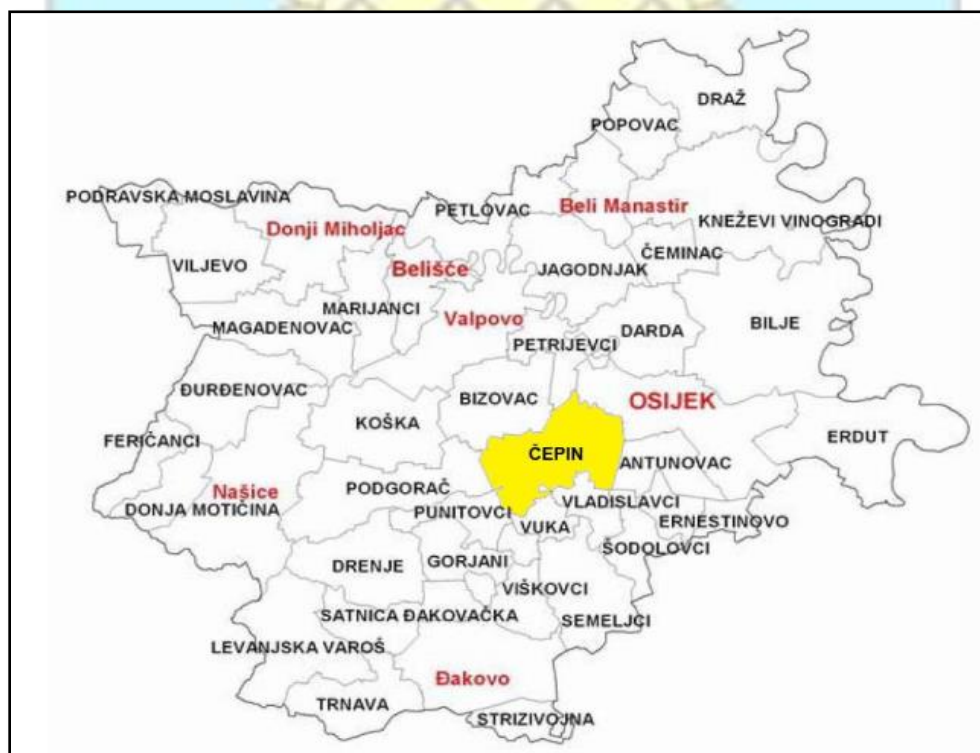 DRAŽ
POPOVAC
PODRAVSKA MOSLAVINA
PETLOVAC
Beli Manastir
KNEŽEVI VINOGRADI
Donji Miholjac
ČEMINAC
VILJEVO
Belišće
JAGODNJAK
MARIJANCI
MAGADENOVAC
Valpovo
DARDA
BILJE
PETRIJEVCI
ĐURĐENOVAC
BIZOVAC
OSIJEK
KOŠKA
FERIČANCI
ERDUT
ČEPIN
ANTUNOVAC
Našice
PODGORAČ
DONJA MOTIČINA
VLADISLAVCI
PUNITOVCI
VUKA
ERNESTINOVO
ŠODOLOVCI
DRENJE
GORJANI
VIŠKOVCI
SATNICA ĐAKOVAČKA
SEMELJCI
LEVANJSKA VAROŠ
Đakovo
TRNAVA
STRIZIVOJNA